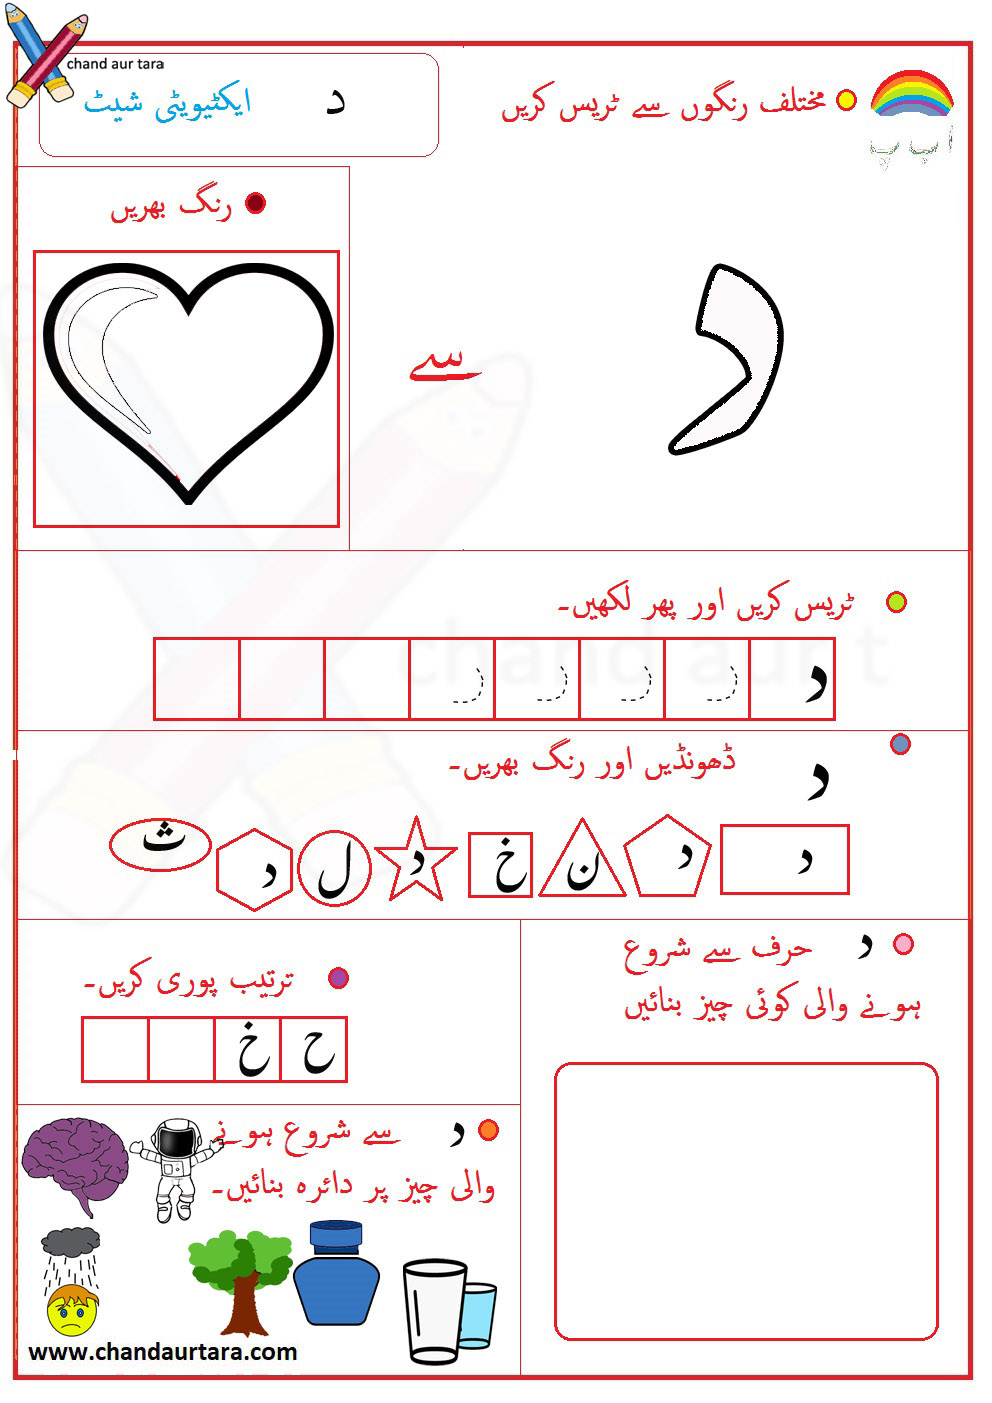 chand aur tara
د ایکٹیویٹی شیٹ
مختلف رنگوں سے ٹریس کریں
ا پ پ
رنگ بھریں
د سے
ٹریس کریں اور پھر لکھیں۔
د د د د د
د ڈھونڈیں اور رنگ بھریں۔
د د ن خ د ل د ث
د حرف سے شروع
ہونے والی کوئی چیز بنائیں
ترتیب پوری کریں۔
ح خ
د سے شروع ہونے
والی چیز پر دائرہ بنائیں۔
www.chandaurtara.com
chand aur t